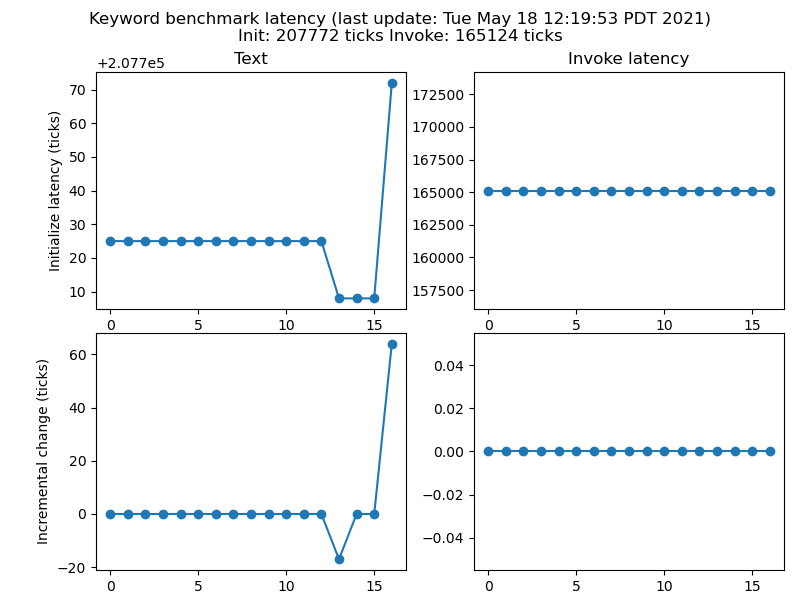 Keyword benchmark latency (last update: Tue May 18 12:19:53 PDT 2021)
Init: 207772 ticks Invoke: 165124 ticks
Text
+2.077e5
Initialize latency (ticks)
70
60
50
40
30
20
10
0 5 10 15
Invoke latency
172500
170000
167500
165000
162500
160000
157500
0 5 10 15
Incremental change (ticks)
60
40
20
0
−20
0 5 10 15
0.04
0.02
0.00
−0.02
−0.04
0 5 10 15